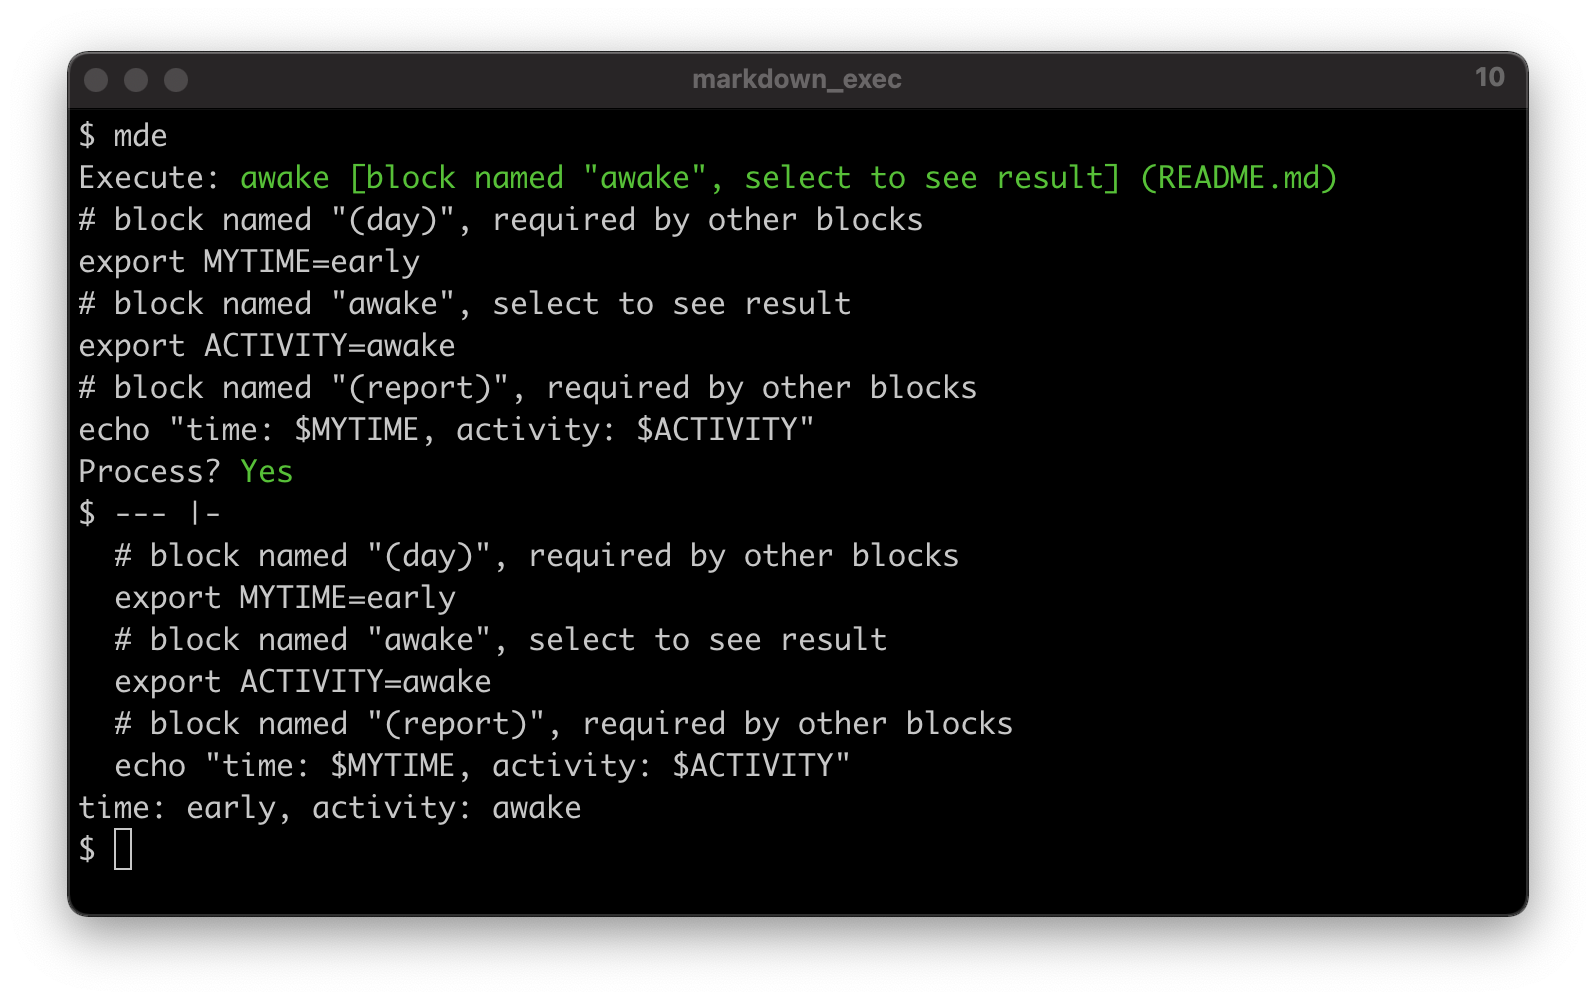 markdown_exec
10
$ mde
Execute: awake [block named "awake", select to see result] (README.md)
# block named "(day)", required by other blocks
export MYTIME=early
# block named "awake", select to see result
export ACTIVITY=awake
# block named "(report)", required by other blocks
echo "time: $MYTIME, activity: $ACTIVITY"
Process? Yes
$ --- |-
  # block named "(day)", required by other blocks
  export MYTIME=early
  # block named "awake", select to see result
  export ACTIVITY=awake
  # block named "(report)", required by other blocks
  echo "time: $MYTIME, activity: $ACTIVITY"
time: early, activity: awake
$